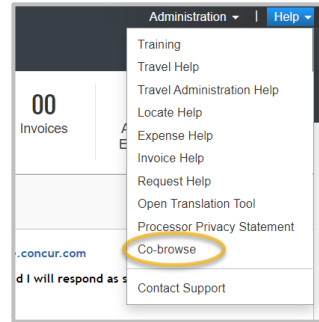 Administration | Help
Training
Travel Help
Travel Administration Help
Locate Help
Expense Help
Invoice Help
Request Help
Open Translation Tool
Processor Privacy Statement
Co-browse
Contact Support
00
Invoices
A
E
.concur.com
d I will respond as s